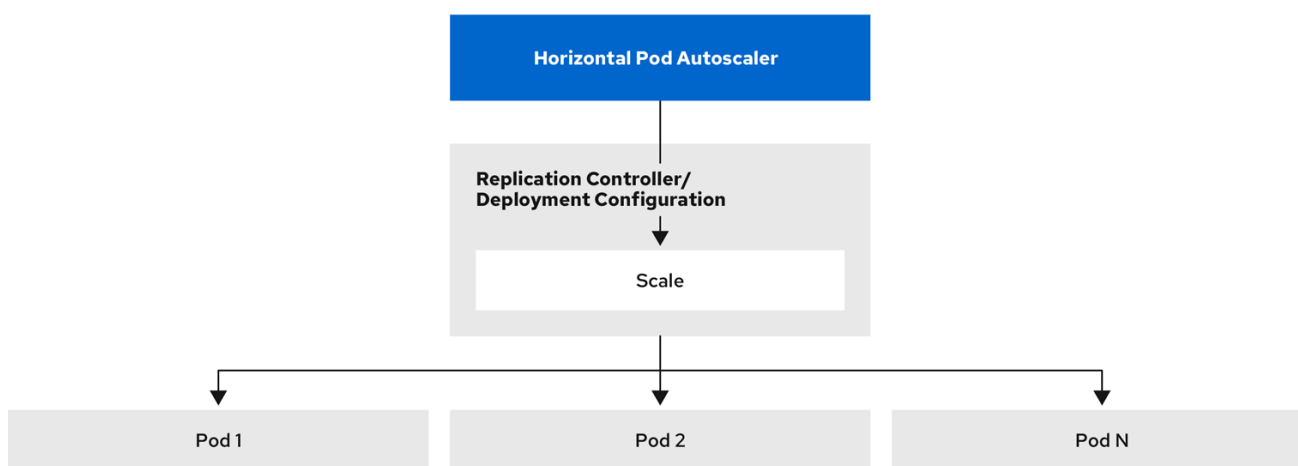 Horizontal Pod Autoscaler
Replication Controller/
Deployment Configuration
Scale
Pod 1
Pod 2
Pod N